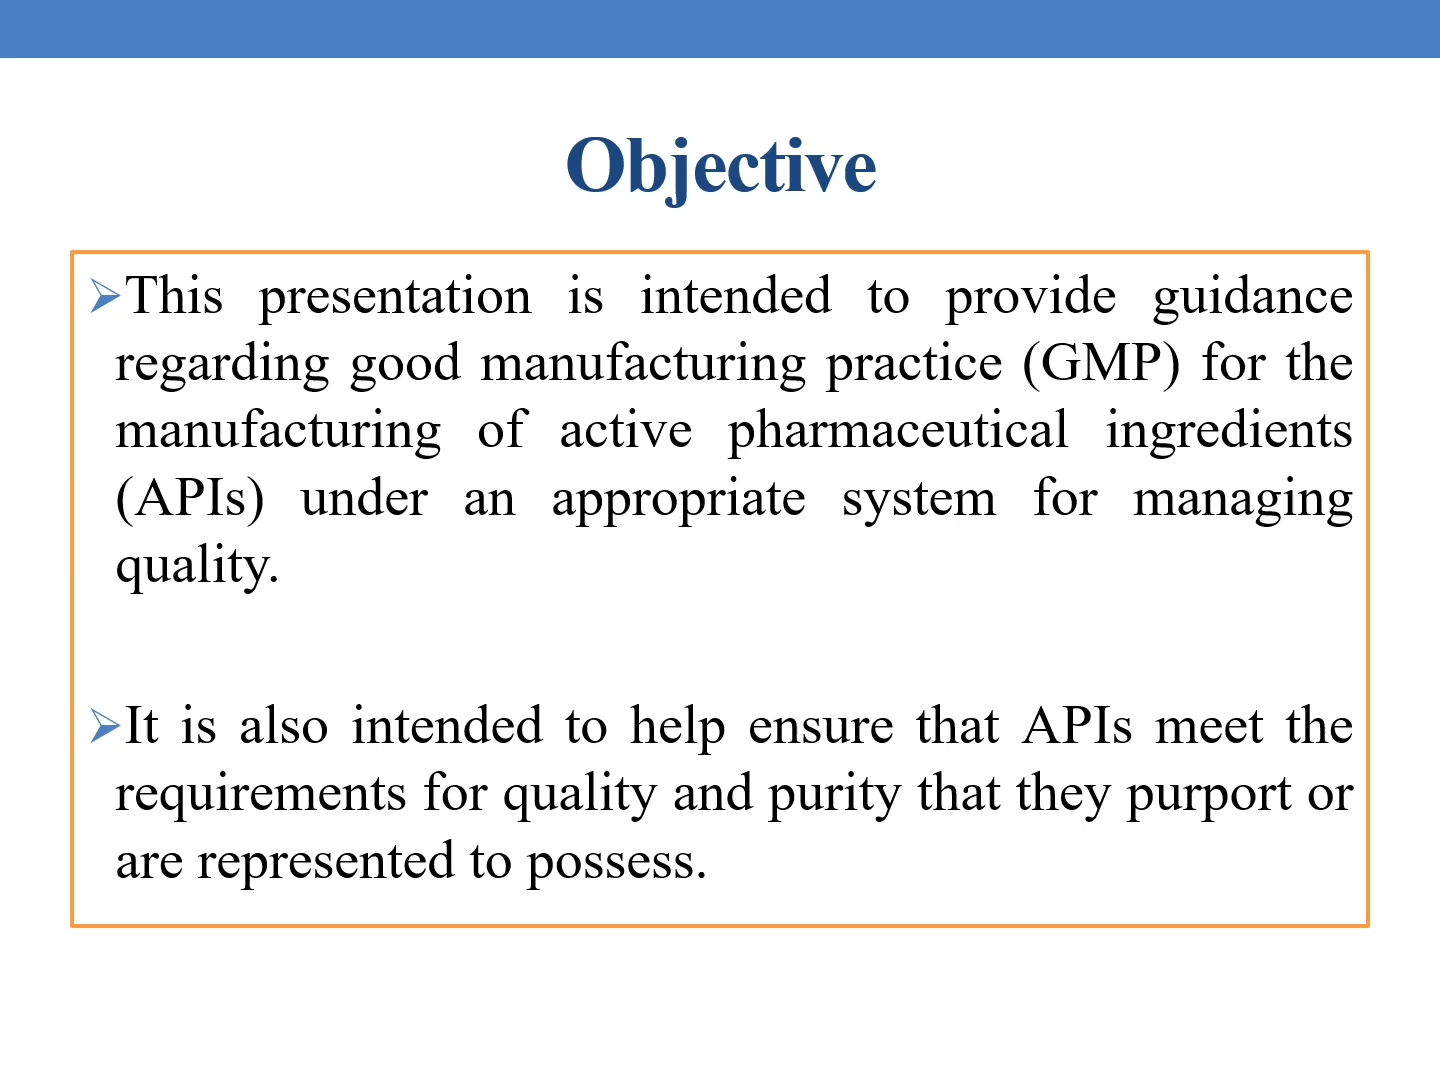 Objective
➢This presentation is intended to provide guidance
regarding good manufacturing practice (GMP) for the
manufacturing of active pharmaceutical ingredients
(APIs) under an appropriate system for managing
quality.
➢It is also intended to help ensure that APIs meet the
requirements for quality and purity that they purport or
are represented to possess.